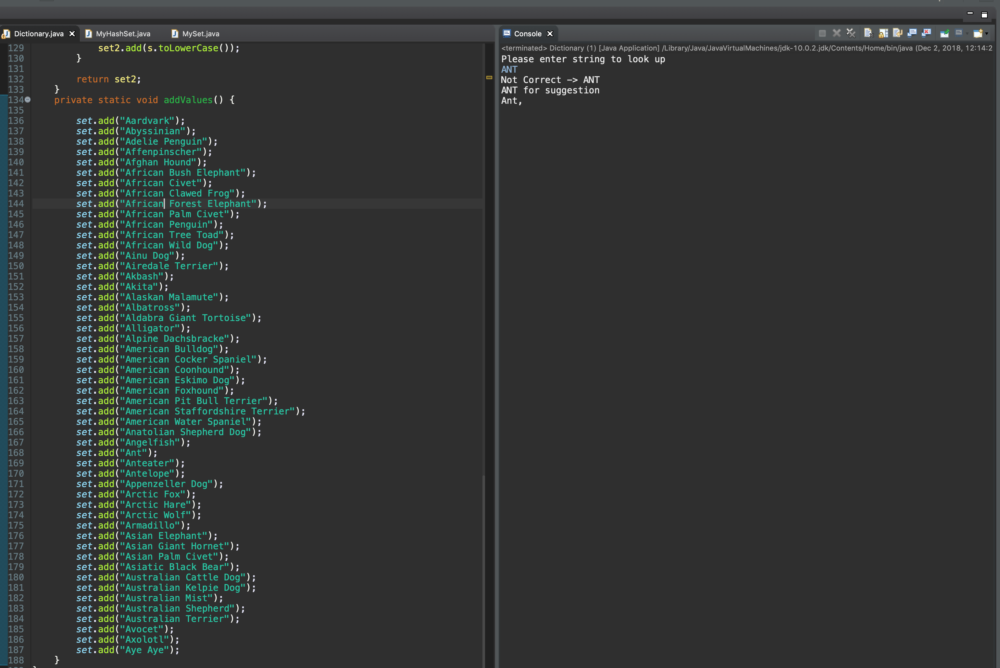 Dictionary.java
MyHashSet.java
MySet.java
129 set2.add(s.toLowerCase());
130 }
131
132 return set2;
133 }
134 private static void addValues() {
135
136 set.add("Aardvark");
137 set.add("Abyssinian");
138 set.add("Adelie Penguin");
139 set.add("Affenpinscher");
140 set.add("Afghan Hound");
141 set.add("African Bush Elephant");
142 set.add("African Civet");
143 set.add("African Clawed Frog");
144 set.add("African Forest Elephant");
145 set.add("African Palm Civet");
146 set.add("African Penguin");
147 set.add("African Tree Toad");
148 set.add("African Wild Dog");
149 set.add("Ainu Dog");
150 set.add("Airedale Terrier");
151 set.add("Akbash");
152 set.add("Akita");
153 set.add("Alaskan Malamute");
154 set.add("Albatross");
155 set.add("Aldabra Giant Tortoise");
156 set.add("Alligator");
157 set.add("Alpine Dachsbracke");
158 set.add("American Bulldog");
159 set.add("American Cocker Spaniel");
160 set.add("American Coonhound");
161 set.add("American Eskimo Dog");
162 set.add("American Foxhound");
163 set.add("American Pit Bull Terrier");
164 set.add("American Staffordshire Terrier");
165 set.add("American Water Spaniel");
166 set.add("Anatolian Shepherd Dog");
167 set.add("Angelfish");
168 set.add("Ant");
169 set.add("Anteater");
170 set.add("Antelope");
171 set.add("Appenzeller Dog");
172 set.add("Arctic Fox");
173 set.add("Arctic Hare");
174 set.add("Arctic Wolf");
175 set.add("Armadillo");
176 set.add("Asian Elephant");
177 set.add("Asian Giant Hornet");
178 set.add("Asian Palm Civet");
179 set.add("Asiatic Black Bear");
180 set.add("Australian Cattle Dog");
181 set.add("Australian Kelpie Dog");
182 set.add("Australian Mist");
183 set.add("Australian Shepherd");
184 set.add("Australian Terrier");
185 set.add("Avocet");
186 set.add("Axolotl");
187 set.add("Aye Aye");
188 }
Console
<terminated> Dictionary (1) [Java Application] /Library/Java/JavaVirtualMachines/jdk-10.0.2.jdk/Contents/Home/bin/java (Dec 2, 2018, 12:14:2
Please enter string to look up
ANT
Not Correct -> ANT
ANT for suggestion
Ant,